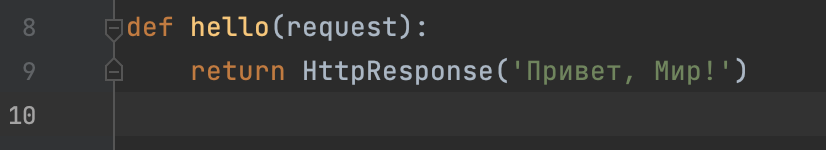 8 def hello(request):
9     return HttpResponse('Привет, Мир!')
10